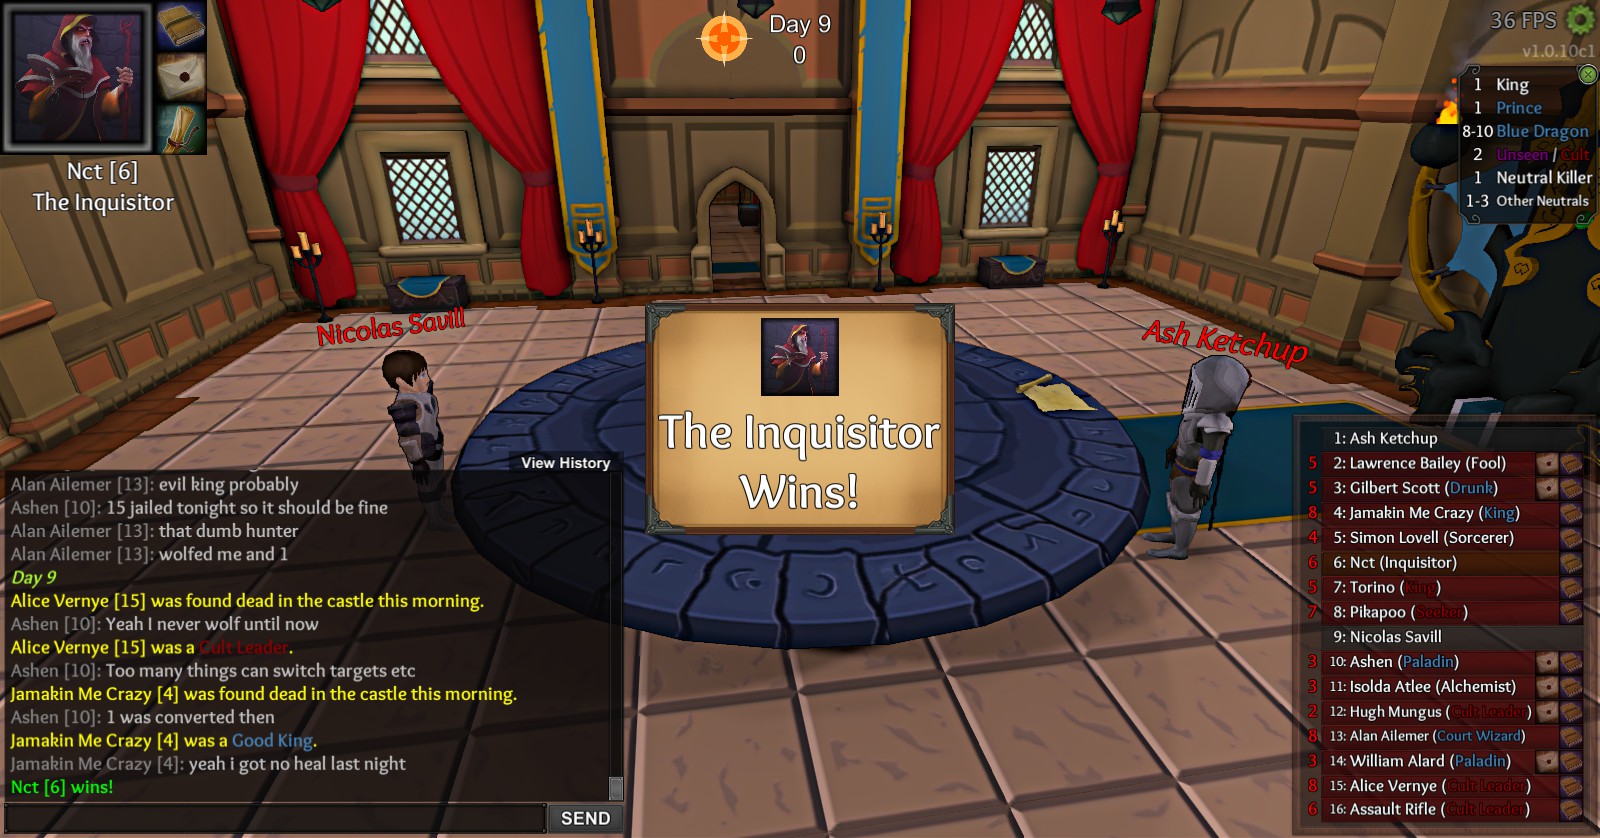 Nct [6]
The Inquisitor
Day 9
0
36 FPS
v1.0.10c1
1 King
1 Prince
8-10 Blue Dragon
2 Unseen / Cult
1 Neutral Killer
1-3 Other Neutrals
Nicolas Savill
Ash Ketchup
The Inquisitor
Wins!
View History
Alan Ailemer [13]: evil king probably
Ashen [10]: 15 jailed tonight so it should be fine
Alan Ailemer [13]: that dumb hunter
Alan Ailemer [13]: wolfed me and 1
Day 9
Alice Vernye [15] was found dead in the castle this morning.
Ashen [10]: Yeah I never wolf until now
Alice Vernye [15] was a Cult Leader.
Ashen [10]: Too many things can switch targets etc
Jamakin Me Crazy [4] was found dead in the castle this morning.
Ashen [10]: 1 was converted then
Jamakin Me Crazy [4] was a Good King.
Jamakin Me Crazy [4]: yeah i got no heal last night
Nct [6] wins!
SEND
1: Ash Ketchup
5 2: Lawrence Bailey (Fool)
5 3: Gilbert Scott (Drunk)
8 4: Jamakin Me Crazy (King)
4 5: Simon Lovell (Sorcerer)
6 6: Nct (Inquisitor)
5 7: Torino (King)
7 8: Pikapoo (Seeker)
9: Nicolas Savill
3 10: Ashen (Paladin)
3 11: Isolda Atlee (Alchemist)
2 12: Hugh Mungus (Cult Leader)
8 13: Alan Ailemer (Court Wizard)
3 14: William Alard (Paladin)
8 15: Alice Vernye (Cult Leader)
6 16: Assault Rifle (Cult Leader)